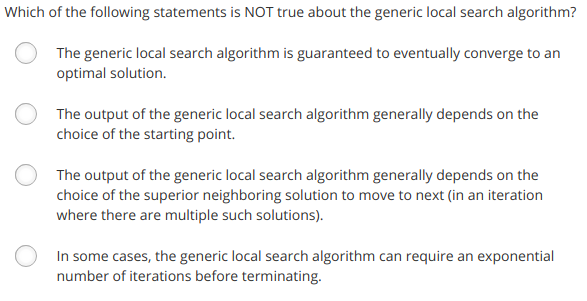 Which of the following statements is NOT true about the generic local search algorithm?
The generic local search algorithm is guaranteed to eventually converge to an
optimal solution.
The output of the generic local search algorithm generally depends on the
choice of the starting point.
The output of the generic local search algorithm generally depends on the
choice of the superior neighboring solution to move to next (in an iteration
where there are multiple such solutions).
In some cases, the generic local search algorithm can require an exponential
number of iterations before terminating.